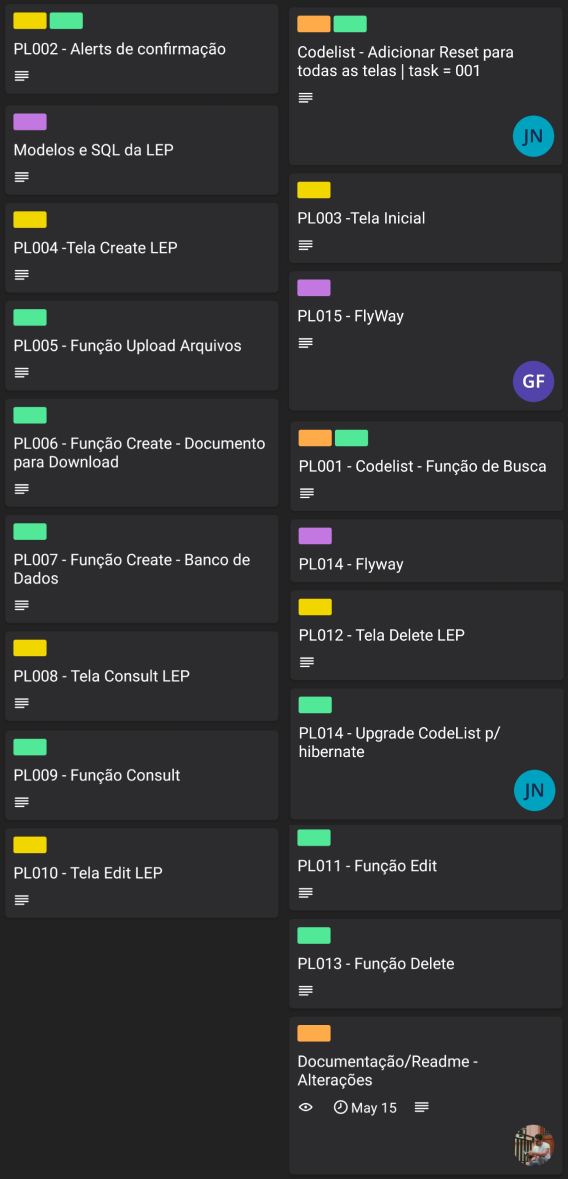 PL002 - Alerts de confirmação
Modelos e SQL da LEP
PL004 -Tela Create LEP
PL005 - Função Upload Arquivos
PL006 - Função Create - Documento
para Download
PL007 - Função Create - Banco de
Dados
PL008 - Tela Consult LEP
PL009 - Função Consult
PL010 - Tela Edit LEP
Codelist - Adicionar Reset para
todas as telas | task = 001
JN
PL003 -Tela Inicial
PL015 - FlyWay
GF
PL001 - Codelist - Função de Busca
PL014 - Flyway
PL012 - Tela Delete LEP
PL014 - Upgrade CodeList p/
hibernate
JN
PL011 - Função Edit
PL013 - Função Delete
Documentação/Readme -
Alterações
May 15